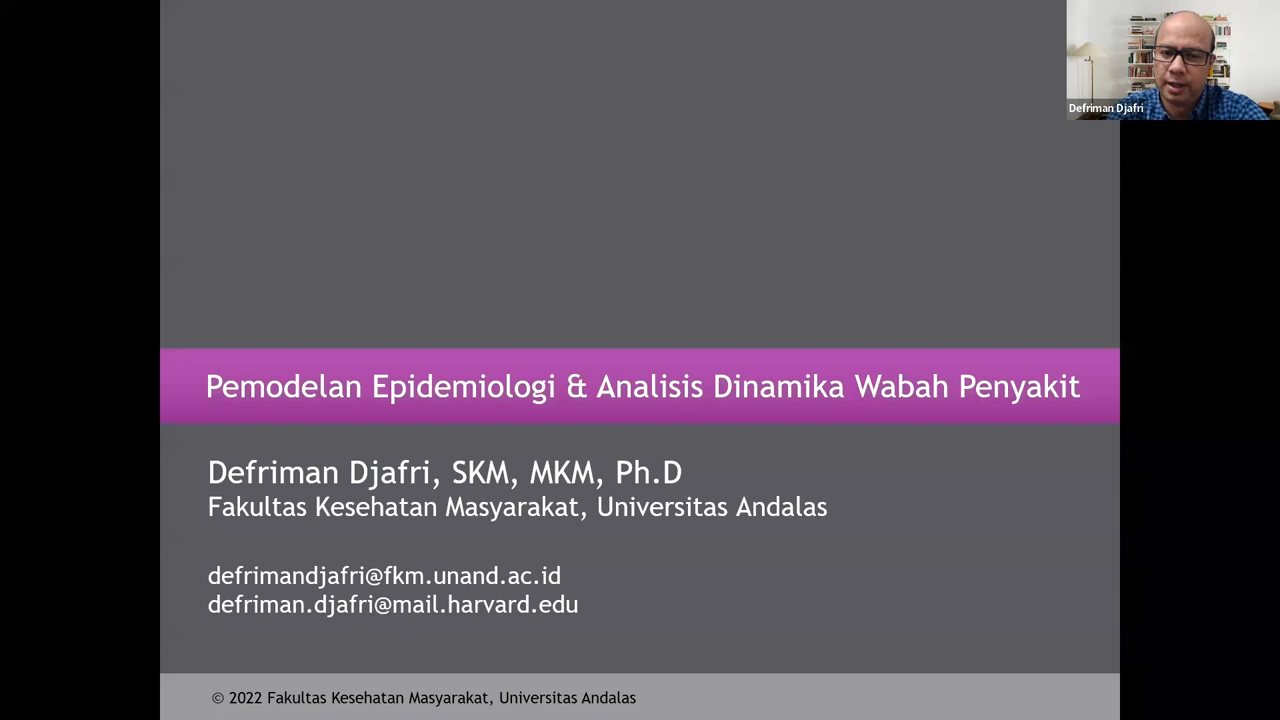 Defriman Djafri
Pemodelan Epidemiologi & Analisis Dinamika Wabah Penyakit
Defriman Djafri, SKM, MKM, Ph.D
Fakultas Kesehatan Masyarakat, Universitas Andalas
defrimandjafri@fkm.unand.ac.id
defriman.djafri@mail.harvard.edu
© 2022 Fakultas Kesehatan Masyarakat, Universitas Andalas